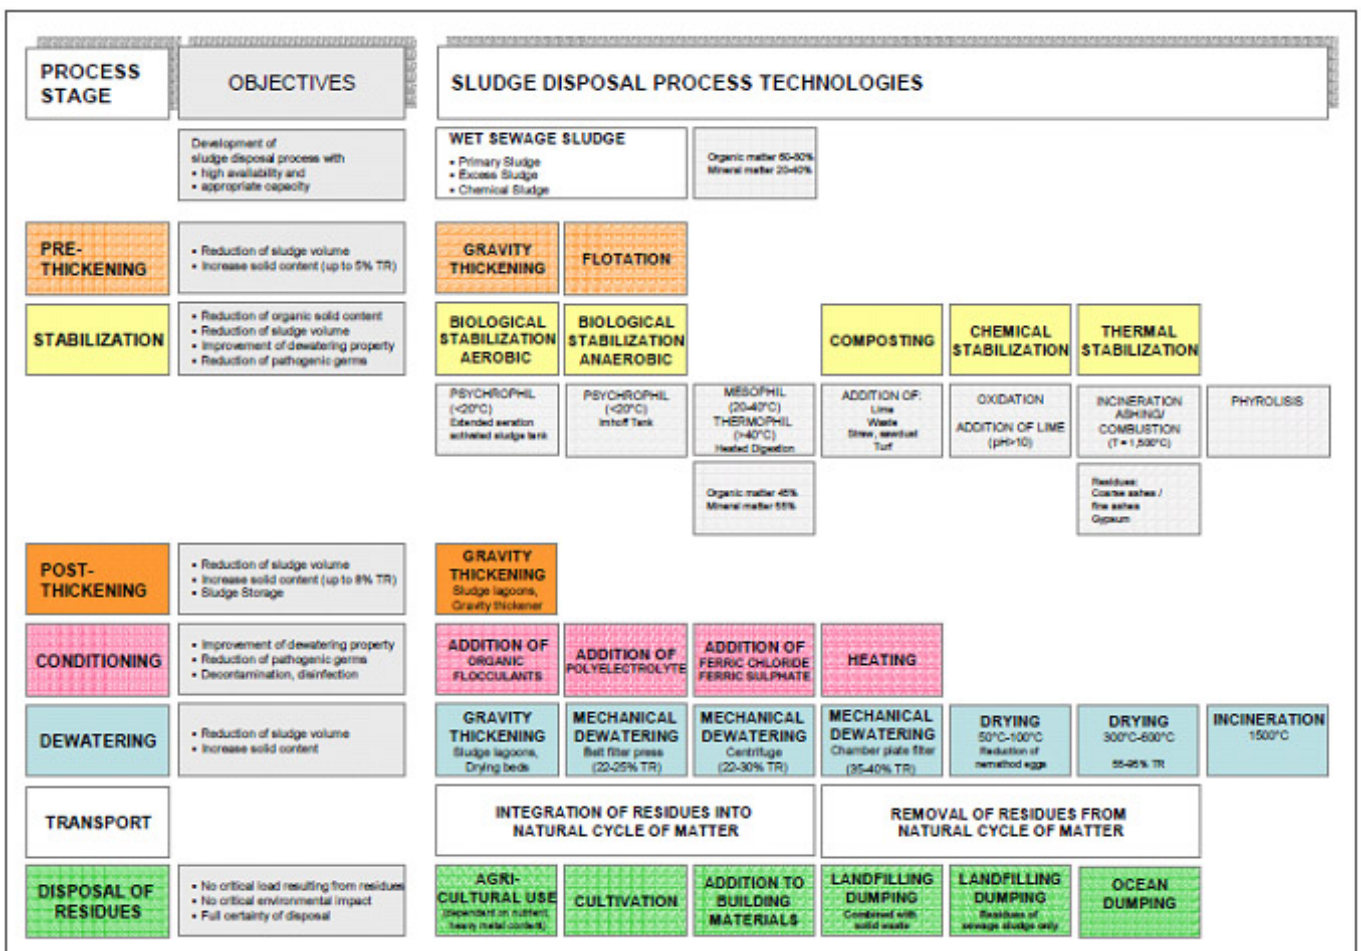 PROCESS
STAGE
OBJECTIVES
SLUDGE DISPOSAL PROCESS TECHNOLOGIES
Development of
sludge disposal process with
• high availability and
• appropriate capacity
WET SEWAGE SLUDGE
• Primary Sludge
• Excess Sludge
• Chemical Sludge
Organic matter 60-80%
Mineral matter 20-40%
PRE-
THICKENING
• Reduction of sludge volume
• Increase solid content (up to 5% TR)
GRAVITY
THICKENING
FLOTATION
STABILIZATION
• Reduction of organic solid content
• Reduction of sludge volume
• Improvement of dewatering property
• Reduction of pathogenic germs
BIOLOGICAL
STABILIZATION
AEROBIC
BIOLOGICAL
STABILIZATION
ANAEROBIC
COMPOSTING
CHEMICAL
STABILIZATION
THERMAL
STABILIZATION
PSYCHROPHIL
(<20°C)
Extended aeration
activated sludge tank
PSYCHROPHIL
(<20°C)
Imhoff Tank
MESOPHIL
(20-40°C)
THERMOPHIL
(>40°C)
Heated Digestion
ADDITION OF:
Lime
Waste
Straw, sawdust
Turf
OXIDATION
ADDITION OF LIME
(pH>10)
INCINERATION
ASHING/
COMBUSTION
(T = 1,500°C)
PHYROLISIS
Organic matter 45%
Mineral matter 55%
Residues:
Coarse ashes /
fine ashes
Gypsum
POST-
THICKENING
• Reduction of sludge volume
• Increase solid content (up to 8% TR)
• Sludge Storage
GRAVITY
THICKENING
Sludge lagoons,
Gravity thickener
CONDITIONING
• Improvement of dewatering property
• Reduction of pathogenic germs
• Decontamination, disinfection
ADDITION OF
ORGANIC
FLOCCULANTS
ADDITION OF
POLYELECTROLYTE
ADDITION OF
FERRIC CHLORIDE
FERRIC SULPHATE
HEATING
DEWATERING
• Reduction of sludge volume
• Increase solid content
GRAVITY
THICKENING
Sludge lagoons,
Drying beds
MECHANICAL
DEWATERING
Belt filter press
(22-25% TR)
MECHANICAL
DEWATERING
Centrifuge
(22-30% TR)
MECHANICAL
DEWATERING
Chamber plate filter
(35-40% TR)
DRYING
50°C-100°C
Reduction of
nemathod eggs
DRYING
300°C-600°C
55-95% TR
INCINERATION
1500°C
TRANSPORT
INTEGRATION OF RESIDUES INTO
NATURAL CYCLE OF MATTER
REMOVAL OF RESIDUES FROM
NATURAL CYCLE OF MATTER
DISPOSAL OF
RESIDUES
• No critical load resulting from residues
• No critical environmental impact
• Full certainty of disposal
AGRI-
CULTURAL USE
(dependent on nutrient,
heavy metal content)
CULTIVATION
ADDITION TO
BUILDING
MATERIALS
LANDFILLING
DUMPING
Combined with
solid waste
LANDFILLING
DUMPING
Residues of
sewage sludge only
OCEAN
DUMPING